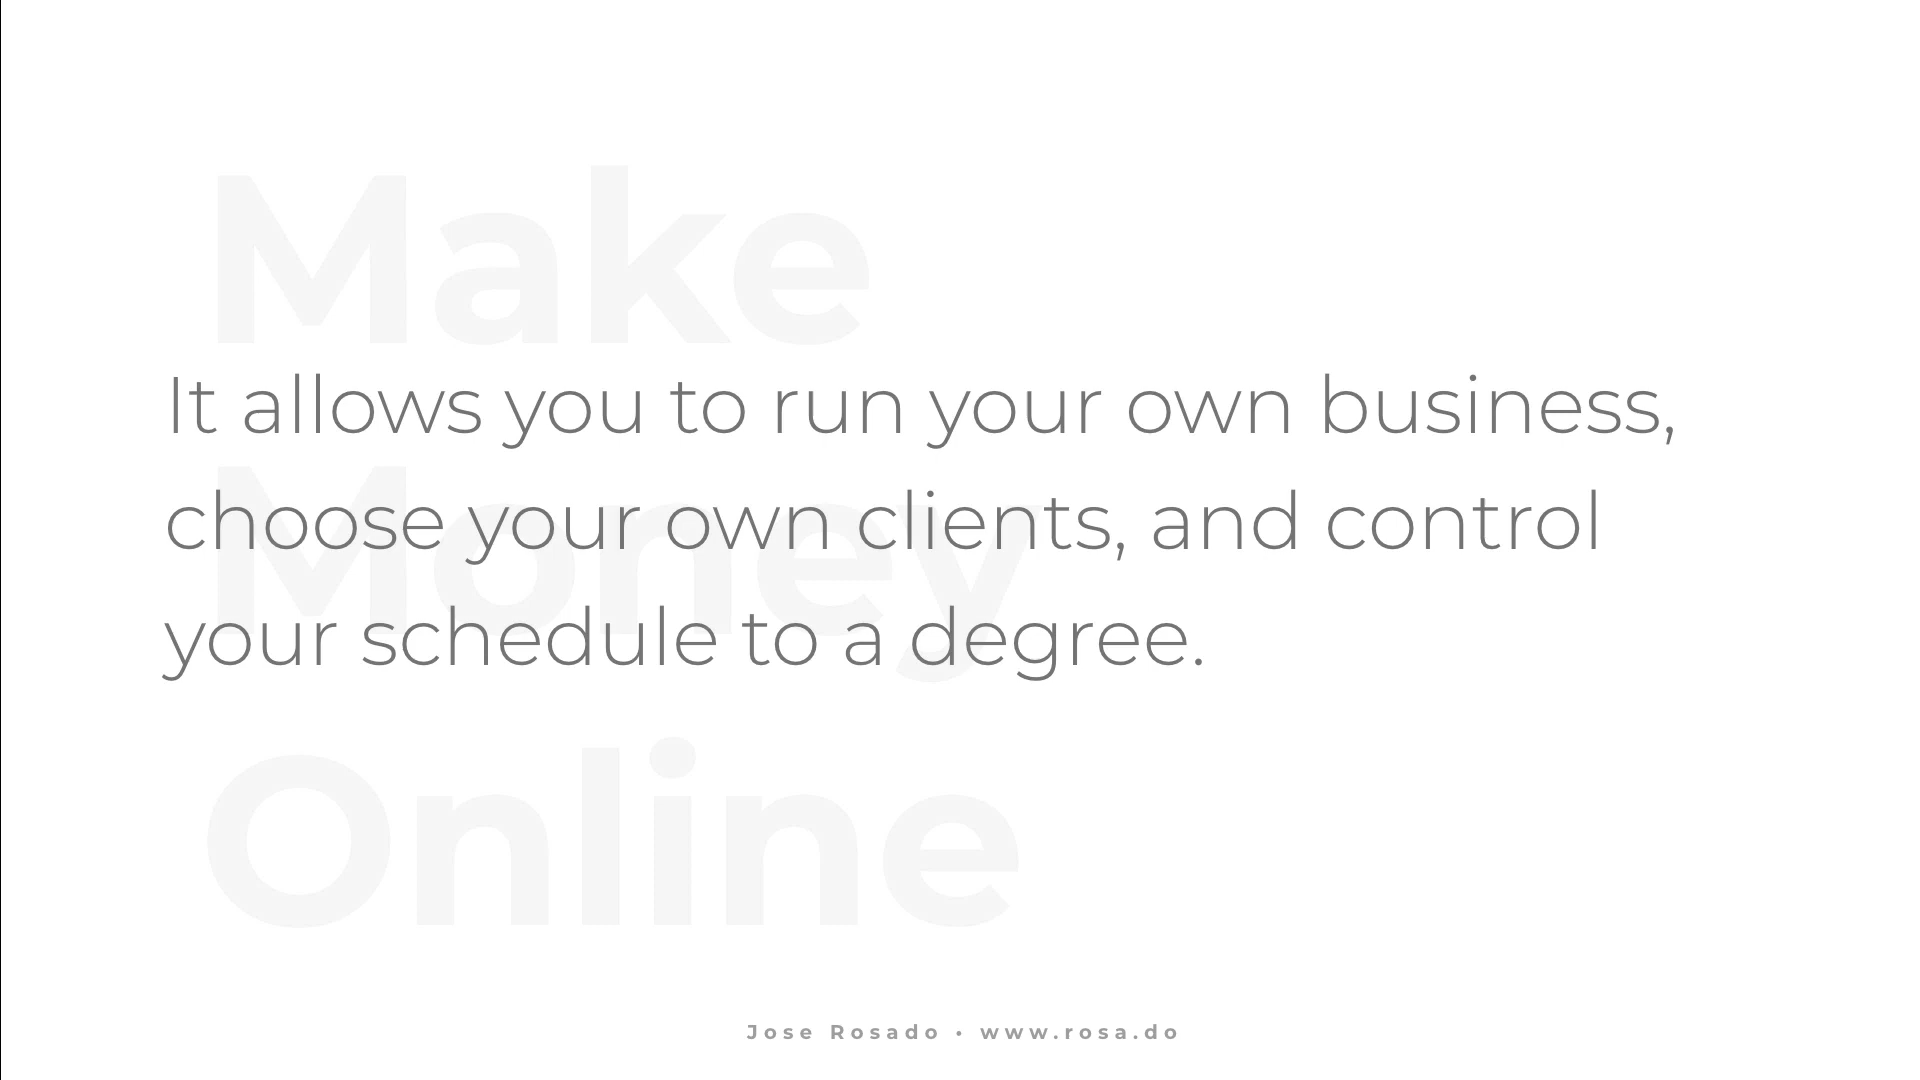 Make
It allows you to run your own business,
Money
choose your own clients, and control
your schedule to a degree.
Online
Jose Rosado • www.rosa.do